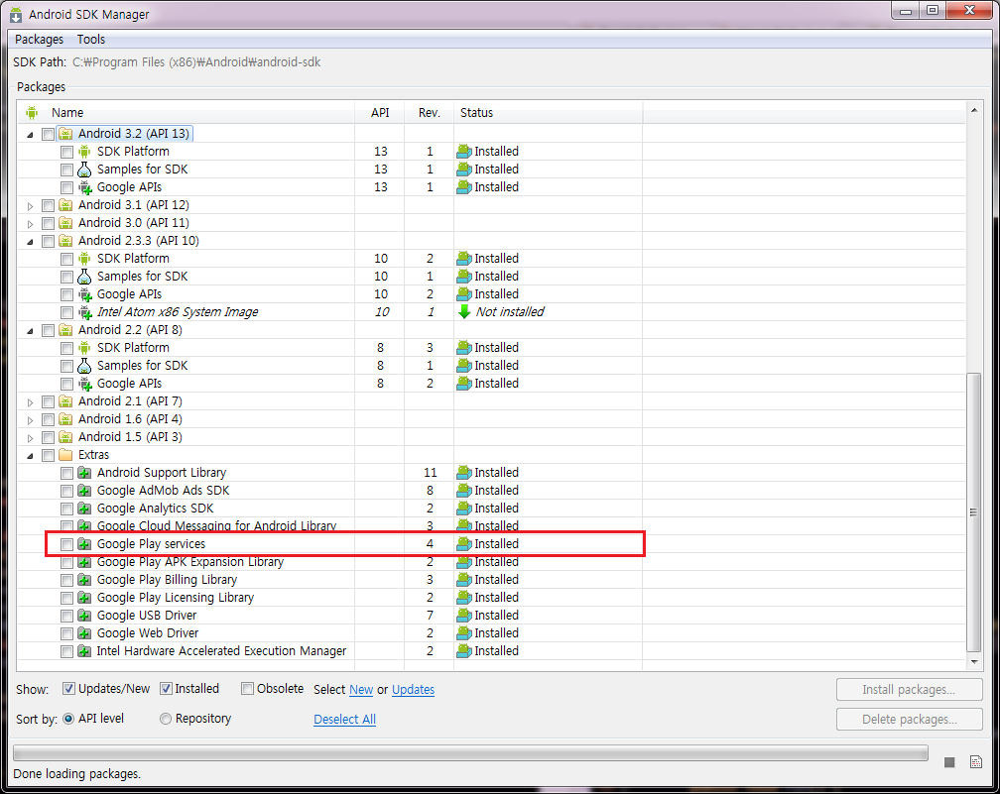 Android SDK Manager
Packages Tools
SDK Path: C:₩Program Files (x86)₩Android₩android-sdk
Packages
Name API Rev. Status
Android 3.2 (API 13)
SDK Platform 13 1 Installed
Samples for SDK 13 1 Installed
Google APIs 13 1 Installed
Android 3.1 (API 12)
Android 3.0 (API 11)
Android 2.3.3 (API 10)
SDK Platform 10 2 Installed
Samples for SDK 10 1 Installed
Google APIs 10 2 Installed
Intel Atom x86 System Image 10 1 Not installed
Android 2.2 (API 8)
SDK Platform 8 3 Installed
Samples for SDK 8 1 Installed
Google APIs 8 2 Installed
Android 2.1 (API 7)
Android 1.6 (API 4)
Android 1.5 (API 3)
Extras
Android Support Library 11 Installed
Google AdMob Ads SDK 8 Installed
Google Analytics SDK 2 Installed
Google Cloud Messaging for Android Library 3 Installed
Google Play services 4 Installed
Google Play APK Expansion Library 2 Installed
Google Play Billing Library 3 Installed
Google Play Licensing Library 2 Installed
Google USB Driver 7 Installed
Google Web Driver 2 Installed
Intel Hardware Accelerated Execution Manager 2 Installed
Show: Updates/New Installed Obsolete Select New or Updates Install packages...
Sort by: API level Repository Deselect All Delete packages...
Done loading packages.